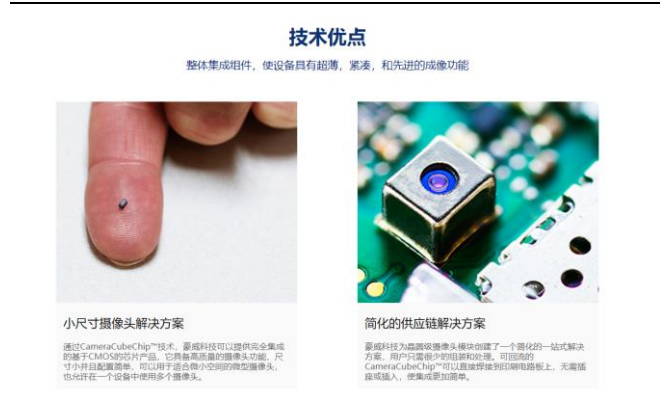 技术优点
整体集成组件，使设备具有超薄，紧凑，和先进的成像功能
小尺寸摄像头解决方案
通过CameraCubeChip™技术，豪威科技可以提供完全集成
的基于CMOS的芯片产品，它具备高质量的摄像头功能，尺
寸小并且配置简单，可以用于适合微小空间的微型摄像头，
也允许在一个设备中使用多个摄像头。
简化的供应链解决方案
豪威科技为晶圆级摄像头模块创建了一个简化的一站式解决
方案，用户只需很少的组装和处理。可回流的
CameraCubeChip™可以直接焊接到印刷电路板上，无需插
座或插入，使集成更加简单。